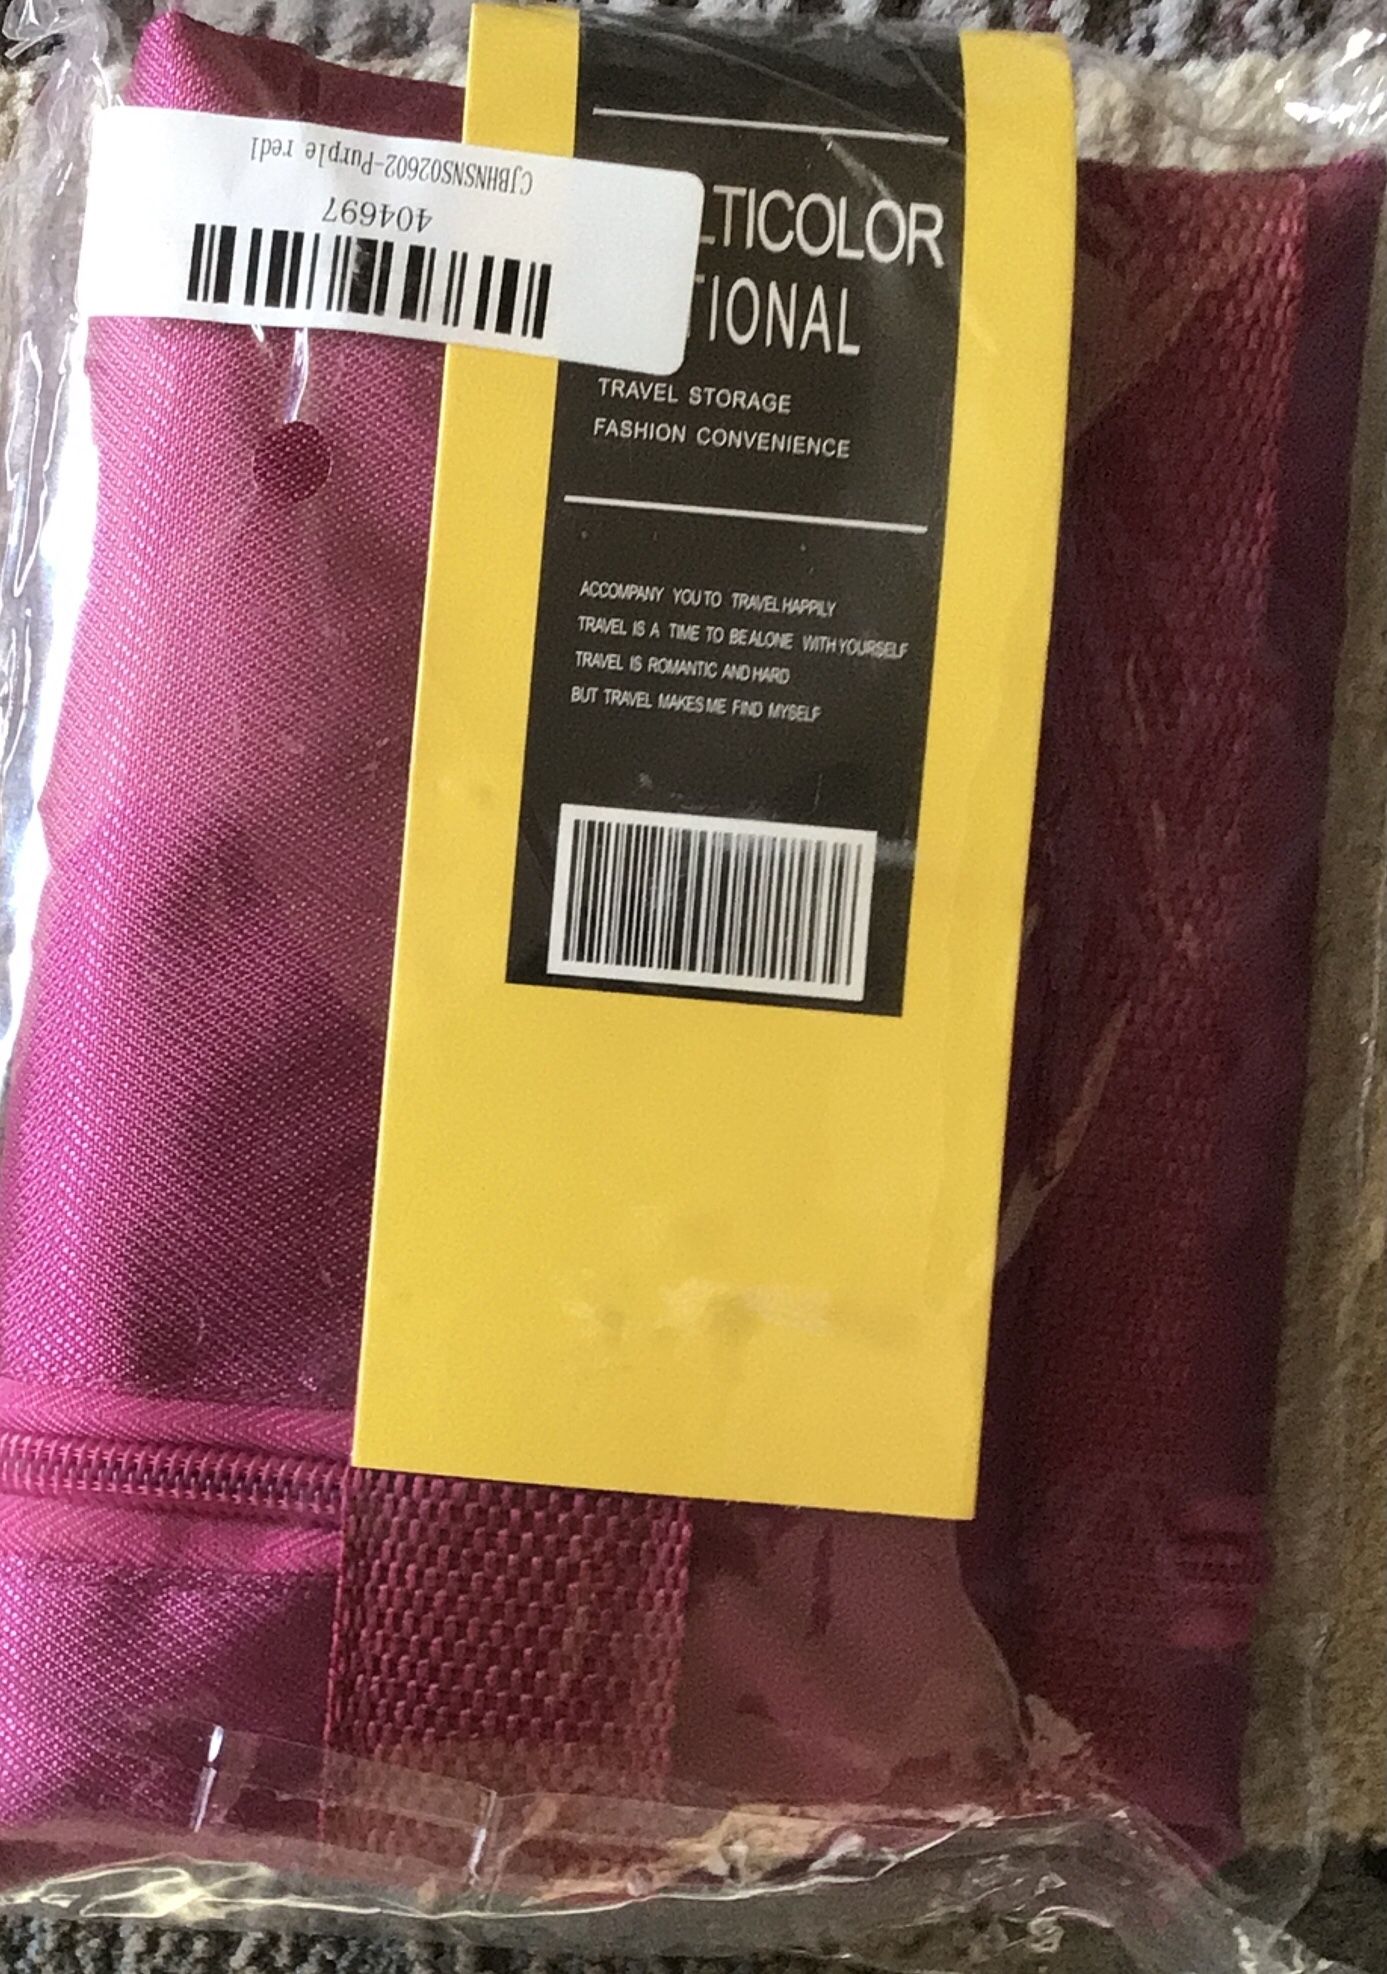 CJBHNSNS02602-Purple red1
404697
LTICOLOR
TIONAL
TRAVEL STORAGE
FASHION CONVENIENCE
ACCOMPANY YOU TO TRAVEL HAPPILY
TRAVEL IS A TIME TO BE ALONE WITH YOURSELF
TRAVEL IS ROMANTIC AND HARD
BUT TRAVEL MAKES ME FIND MYSELF